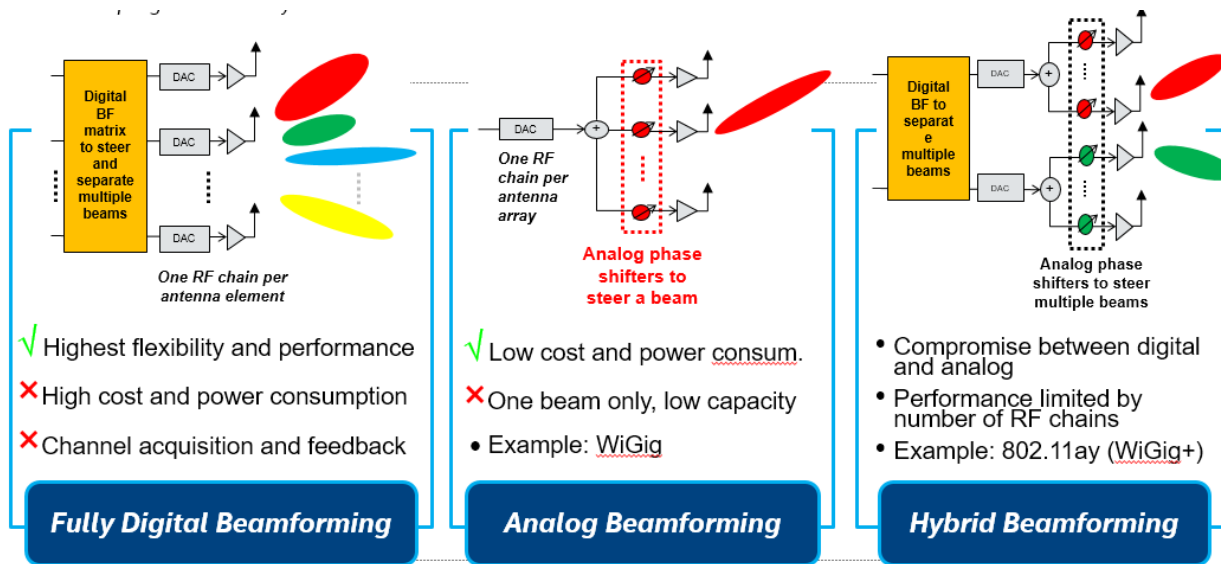 DAC
Digital
BF
matrix
to steer
and
separate
multiple
beams
DAC
DAC
One RF chain per
antenna element
√ Highest flexibility and performance
× High cost and power consumption
× Channel acquisition and feedback
Fully Digital Beamforming
DAC
+
One RF
chain per
antenna
array
Analog phase
shifters to
steer a beam
√ Low cost and power consum.
× One beam only, low capacity
• Example: WiGig
Analog Beamforming
Digital
BF to
separat
e
multiple
beams
DAC
+
DAC
+
Analog phase
shifters to steer
multiple beams
• Compromise between digital
and analog
• Performance limited by
number of RF chains
• Example: 802.11ay (WiGig+)
Hybrid Beamforming